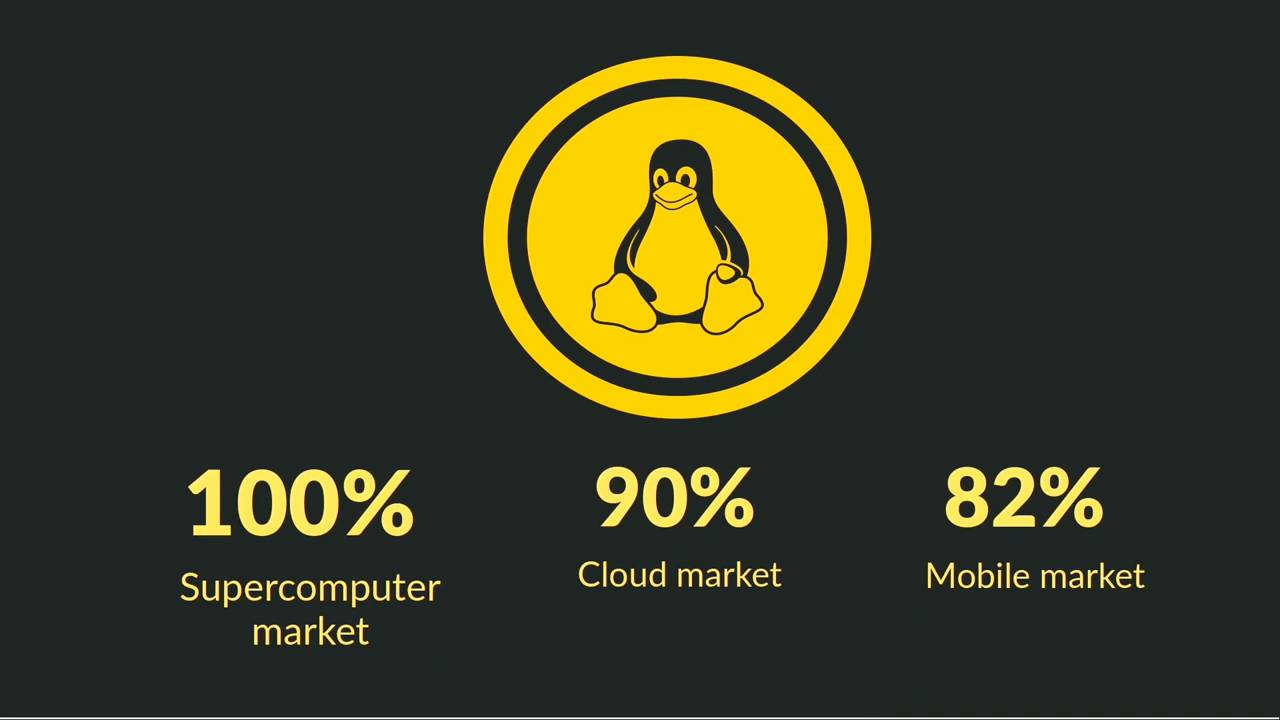 100%
Supercomputer
market
90%
Cloud market
82%
Mobile market